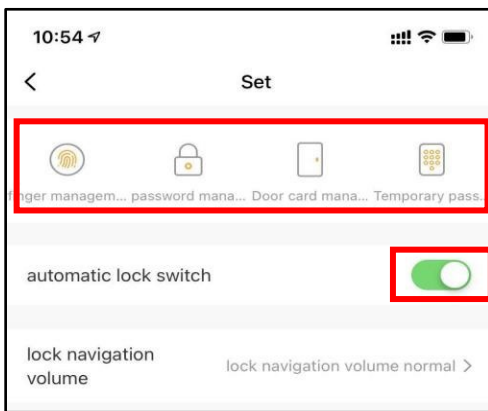 10:54
Set
finger managem... password mana... Door card mana... Temporary pass...
automatic lock switch
lock navigation
volume
lock navigation volume normal >